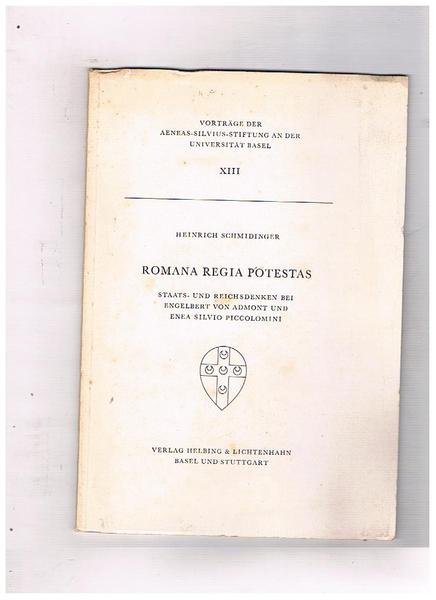 VORTRÄGE DER
AENEAS-SILVIUS-STIFTUNG AN DER
UNIVERSITÄT BASEL
XIII
HEINRICH SCHMIDINGER
ROMANA REGIA POTESTAS
STAATS- UND REICHSDENKEN BEI
ENGELBERT VON ADMONT UND
ENEA SILVIO PICCOLOMINI
VERLAG HELBING & LICHTENHAHN
BASEL UND STUTTGART